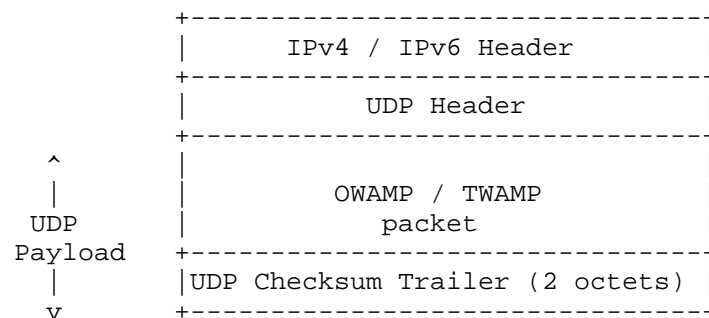 +--------------------------------
| IPv4 / IPv6 Header
+--------------------------------
| UDP Header
+--------------------------------
^ |
| | OWAMP / TWAMP
UDP | packet
Payload +--------------------------------
| |UDP Checksum Trailer (2 octets) |
v +--------------------------------